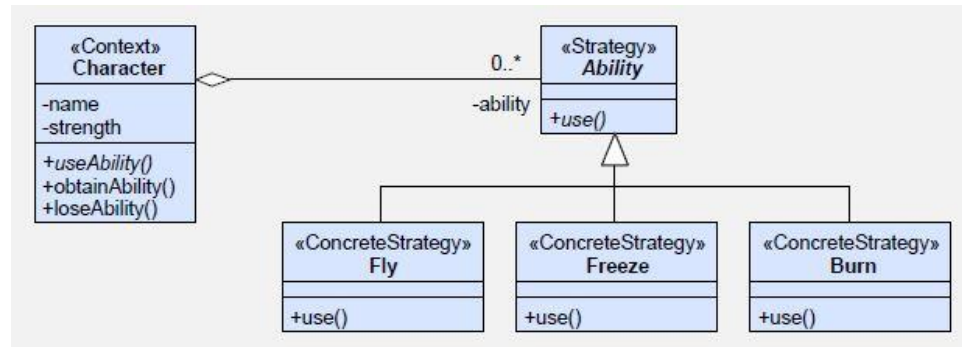 «Context»
Character
-name
-strength
+useAbility()
+obtainAbility()
+loseAbility()
0..*
-ability
«Strategy»
Ability
+use()
«ConcreteStrategy»
Fly
+use()
«ConcreteStrategy»
Freeze
+use()
«ConcreteStrategy»
Burn
+use()